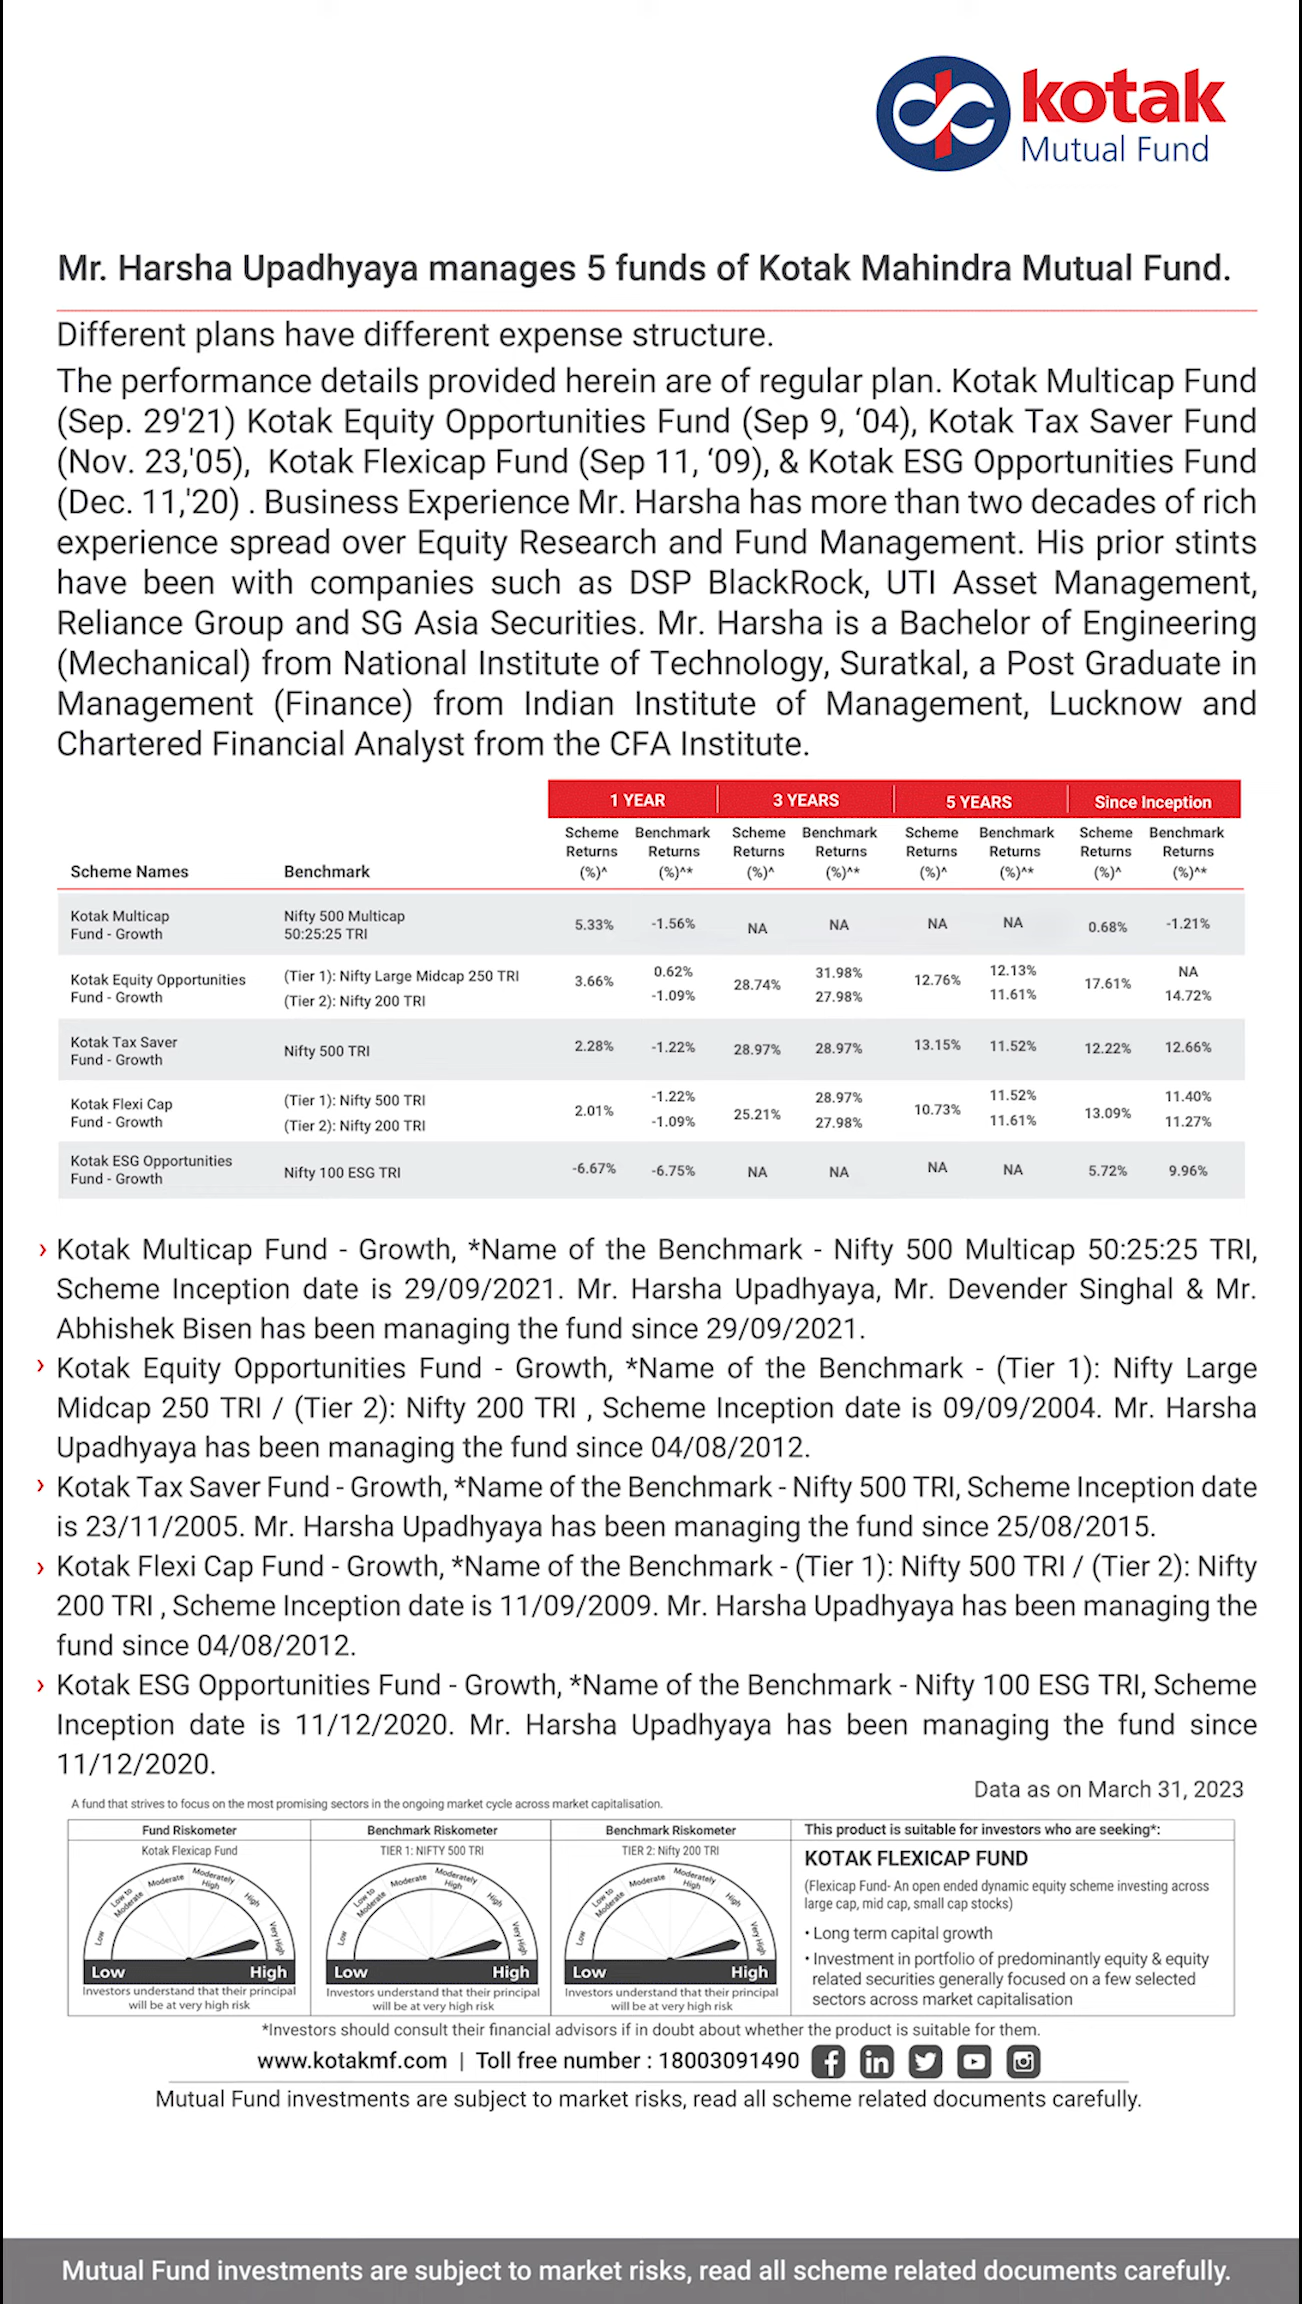 kotak
Mutual Fund
Mr. Harsha Upadhyaya manages 5 funds of Kotak Mahindra Mutual Fund.
Different plans have different expense structure.
The performance details provided herein are of regular plan. Kotak Multicap Fund
(Sep. 29'21) Kotak Equity Opportunities Fund (Sep 9, ‘04), Kotak Tax Saver Fund
(Nov. 23,'05), Kotak Flexicap Fund (Sep 11, ‘09), & Kotak ESG Opportunities Fund
(Dec. 11,'20) . Business Experience Mr. Harsha has more than two decades of rich
experience spread over Equity Research and Fund Management. His prior stints
have been with companies such as DSP BlackRock, UTI Asset Management,
Reliance Group and SG Asia Securities. Mr. Harsha is a Bachelor of Engineering
(Mechanical) from National Institute of Technology, Suratkal, a Post Graduate in
Management (Finance) from Indian Institute of Management, Lucknow and
Chartered Financial Analyst from the CFA Institute.
1 YEAR 3 YEARS 5 YEARS Since Inception
Scheme Benchmark Scheme Benchmark Scheme Benchmark Scheme Benchmark
Returns Returns Returns Returns Returns Returns Returns Returns
Scheme Names Benchmark (%)^ (%)^* (%)^ (%)^* (%)^ (%)^* (%)^ (%)^*
Kotak Multicap Nifty 500 Multicap
Fund - Growth 50:25:25 TRI 5.33% -1.56% NA NA NA NA 0.68% -1.21%
(Tier 1): Nifty Large Midcap 250 TRI 0.62% 31.98% 12.13% NA
Kotak Equity Opportunities 3.66% 28.74% 12.76% 17.61%
Fund - Growth (Tier 2): Nifty 200 TRI -1.09% 27.98% 11.61% 14.72%
Kotak Tax Saver
Fund - Growth Nifty 500 TRI 2.28% -1.22% 28.97% 28.97% 13.15% 11.52% 12.22% 12.66%
Kotak Flexi Cap (Tier 1): Nifty 500 TRI -1.22% 28.97% 11.52% 11.40%
2.01% 25.21% 10.73% 13.09%
Fund - Growth (Tier 2): Nifty 200 TRI -1.09% 27.98% 11.61% 11.27%
Kotak ESG Opportunities
Fund - Growth Nifty 100 ESG TRI -6.67% -6.75% NA NA NA NA 5.72% 9.96%
› Kotak Multicap Fund - Growth, *Name of the Benchmark - Nifty 500 Multicap 50:25:25 TRI,
Scheme Inception date is 29/09/2021. Mr. Harsha Upadhyaya, Mr. Devender Singhal & Mr.
Abhishek Bisen has been managing the fund since 29/09/2021.
› Kotak Equity Opportunities Fund - Growth, *Name of the Benchmark - (Tier 1): Nifty Large
Midcap 250 TRI / (Tier 2): Nifty 200 TRI , Scheme Inception date is 09/09/2004. Mr. Harsha
Upadhyaya has been managing the fund since 04/08/2012.
› Kotak Tax Saver Fund - Growth, *Name of the Benchmark - Nifty 500 TRI, Scheme Inception date
is 23/11/2005. Mr. Harsha Upadhyaya has been managing the fund since 25/08/2015.
› Kotak Flexi Cap Fund - Growth, *Name of the Benchmark - (Tier 1): Nifty 500 TRI / (Tier 2): Nifty
200 TRI , Scheme Inception date is 11/09/2009. Mr. Harsha Upadhyaya has been managing the
fund since 04/08/2012.
› Kotak ESG Opportunities Fund - Growth, *Name of the Benchmark - Nifty 100 ESG TRI, Scheme
Inception date is 11/12/2020. Mr. Harsha Upadhyaya has been managing the fund since
11/12/2020.
Data as on March 31, 2023
A fund that strives to focus on the most promising sectors in the ongoing market cycle across market capitalisation.
Fund Riskometer
Kotak Flexicap Fund
Low
Low to Moderate
Moderate
Moderately High
High
Very High
Low High
Investors understand that their principal
will be at very high risk
Benchmark Riskometer
TIER 1: NIFTY 500 TRI
Low
Low to Moderate
Moderate
Moderately High
High
Very High
Low High
Investors understand that their principal
will be at very high risk
Benchmark Riskometer
TIER 2: Nifty 200 TRI
Low
Low to Moderate
Moderate
Moderately High
High
Very High
Low High
Investors understand that their principal
will be at very high risk
This product is suitable for investors who are seeking*:
KOTAK FLEXICAP FUND
(Flexicap Fund- An open ended dynamic equity scheme investing across
large cap, mid cap, small cap stocks)
• Long term capital growth
• Investment in portfolio of predominantly equity & equity
related securities generally focused on a few selected
sectors across market capitalisation
*Investors should consult their financial advisors if in doubt about whether the product is suitable for them.
www.kotakmf.com | Toll free number : 18003091490
Mutual Fund investments are subject to market risks, read all scheme related documents carefully.
Mutual Fund investments are subject to market risks, read all scheme related documents carefully.